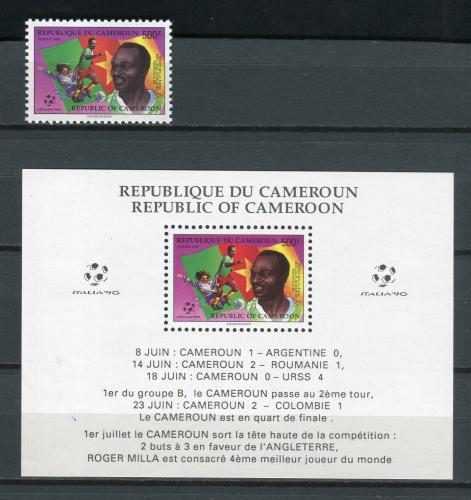 REPUBLIQUE DU CAMEROUN
500F
ITALIA'90
REPUBLIC OF CAMEROON
REPUBLIQUE DU CAMEROUN
REPUBLIC OF CAMEROON
REPUBLIQUE DU CAMEROUN
500F
REPUBLIC OF CAMEROON
ITALIA'90
ITALIA'90
8 JUIN : CAMEROUN 1 – ARGENTINE 0,
14 JUIN : CAMEROUN 2 – ROUMANIE 1,
18 JUIN : CAMEROUN 0 – URSS 4
1er du groupe B, le CAMEROUN passe au 2ème tour,
23 JUIN : CAMEROUN 2 – COLOMBIE 1
Le CAMEROUN est en quart de finale .
1er juillet le CAMEROUN sort la tête haute de la compétition :
2 buts à 3 en faveur de l'ANGLETERRE,
ROGER MILLA est consacré 4ème meilleur joueur du monde